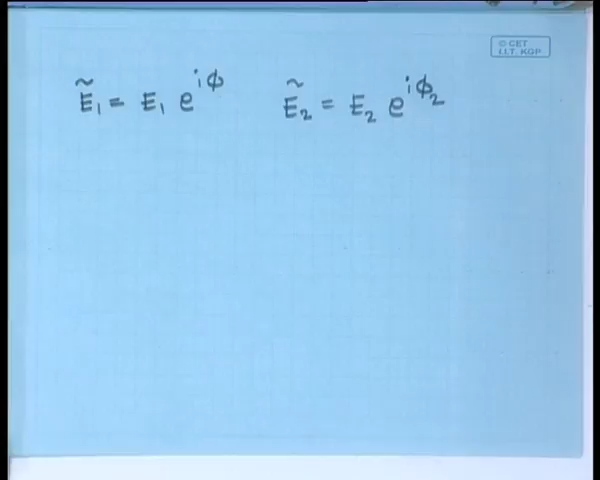 © CET
I.I.T. KGP
Ẽ₁ = E₁ e^{iϕ} Ẽ₂ = E₂ e^{iϕ₂}